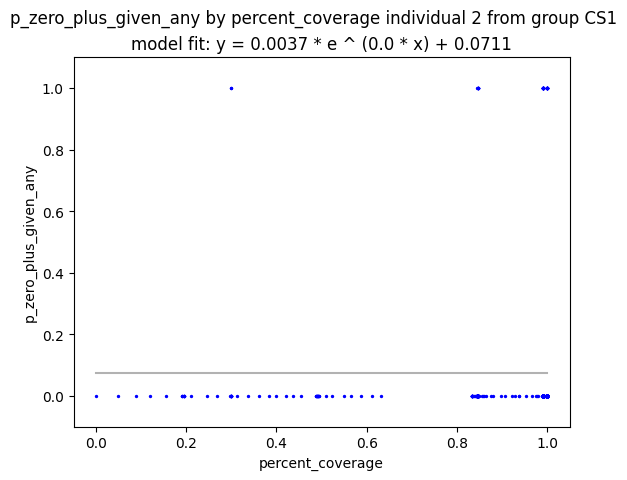 p_zero_plus_given_any by percent_coverage individual 2 from group CS1
model fit: y = 0.0037 * e ^ (0.0 * x) + 0.0711
p_zero_plus_given_any
1.0
0.8
0.6
0.4
0.2
0.0
0.0 0.2 0.4 0.6 0.8 1.0
percent_coverage